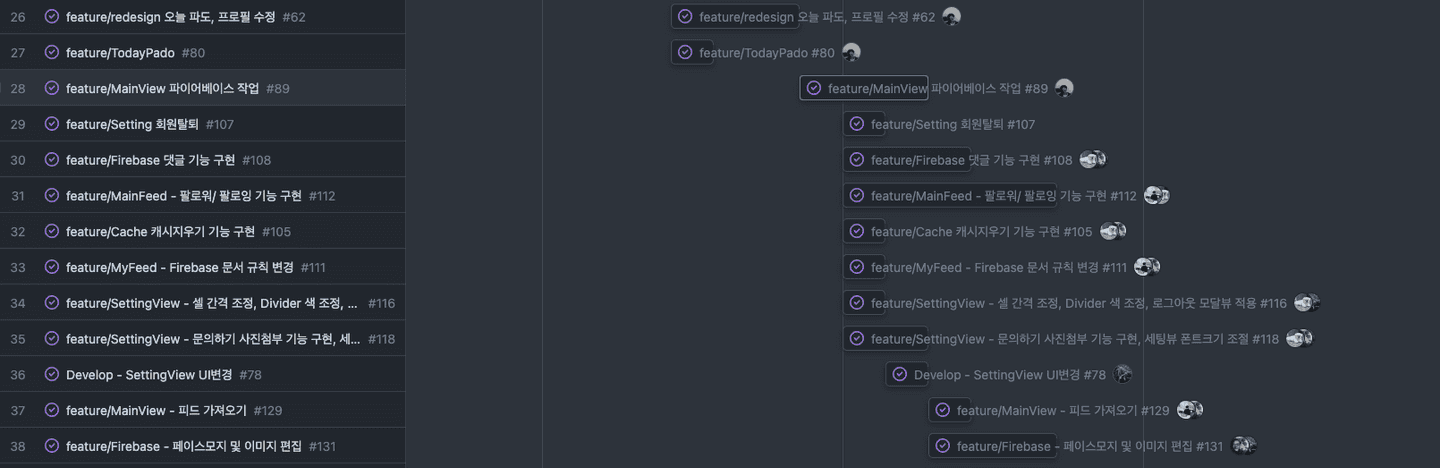 26 feature/redesign 오늘 파도, 프로필 수정 #62 feature/redesign 오늘 파도, 프로필 수정 #62
27 feature/TodayPado #80 feature/TodayPado #80
28 feature/MainView 파이어베이스 작업 #89 feature/MainView 파이어베이스 작업 #89
29 feature/Setting 회원탈퇴 #107 feature/Setting 회원탈퇴 #107
30 feature/Firebase 댓글 기능 구현 #108 feature/Firebase 댓글 기능 구현 #108
31 feature/MainFeed - 팔로워/ 팔로잉 기능 구현 #112 feature/MainFeed - 팔로워/ 팔로잉 기능 구현 #112
32 feature/Cache 캐시지우기 기능 구현 #105 feature/Cache 캐시지우기 기능 구현 #105
33 feature/MyFeed - Firebase 문서 규칙 변경 #111 feature/MyFeed - Firebase 문서 규칙 변경 #111
34 feature/SettingView - 셀 간격 조정, Divider 색 조정, ... #116 feature/SettingView - 셀 간격 조정, Divider 색 조정, 로그아웃 모달뷰 적용 #116
35 feature/SettingView - 문의하기 사진첨부 기능 구현, 세... #118 feature/SettingView - 문의하기 사진첨부 기능 구현, 세팅뷰 폰트크기 조절 #118
36 Develop - SettingView UI변경 #78 Develop - SettingView UI변경 #78
37 feature/MainView - 피드 가져오기 #129 feature/MainView - 피드 가져오기 #129
38 feature/Firebase - 페이스모지 및 이미지 편집 #131 feature/Firebase - 페이스모지 및 이미지 편집 #131